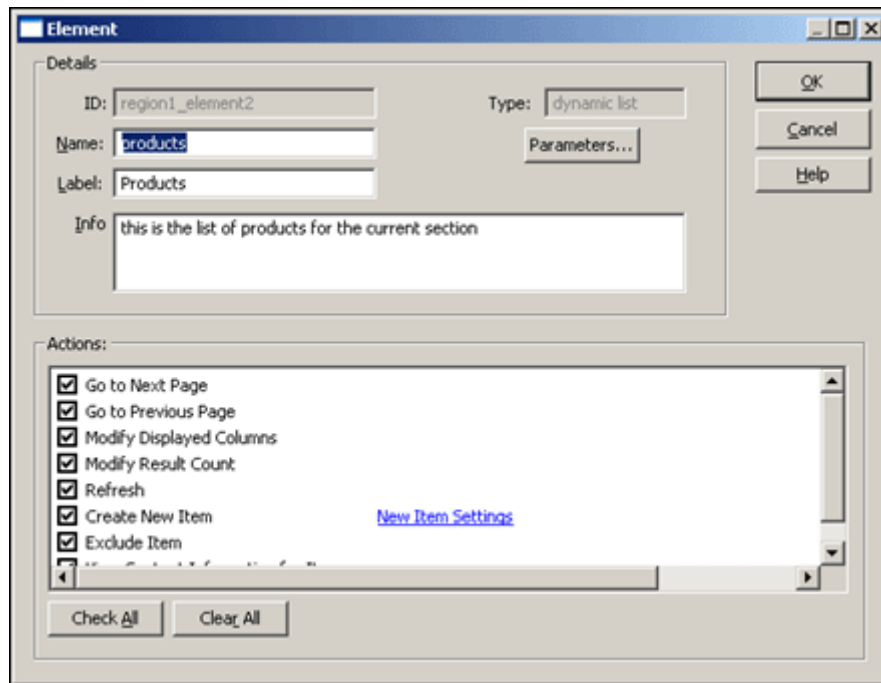 Element
Details
ID: region1_element2 Type: dynamic list
OK
Name: products Parameters...
Cancel
Label: Products
Help
Info this is the list of products for the current section
Actions:
Go to Next Page
Go to Previous Page
Modify Displayed Columns
Modify Result Count
Refresh
Create New Item New Item Settings
Exclude Item
Check All Clear All